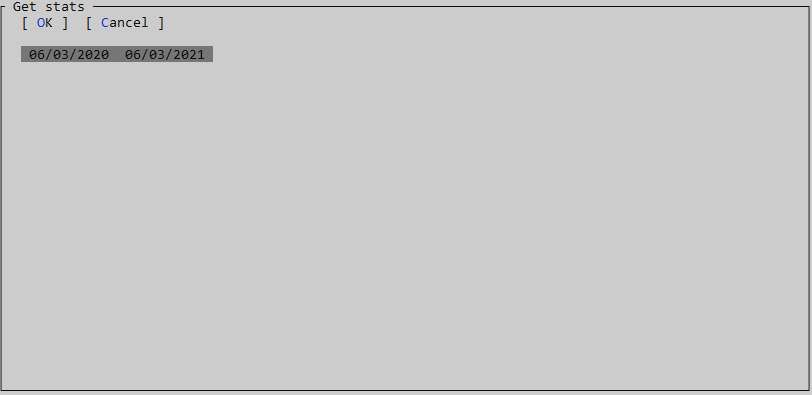 Get stats
[ OK ] [ Cancel ]
06/03/2020 06/03/2021